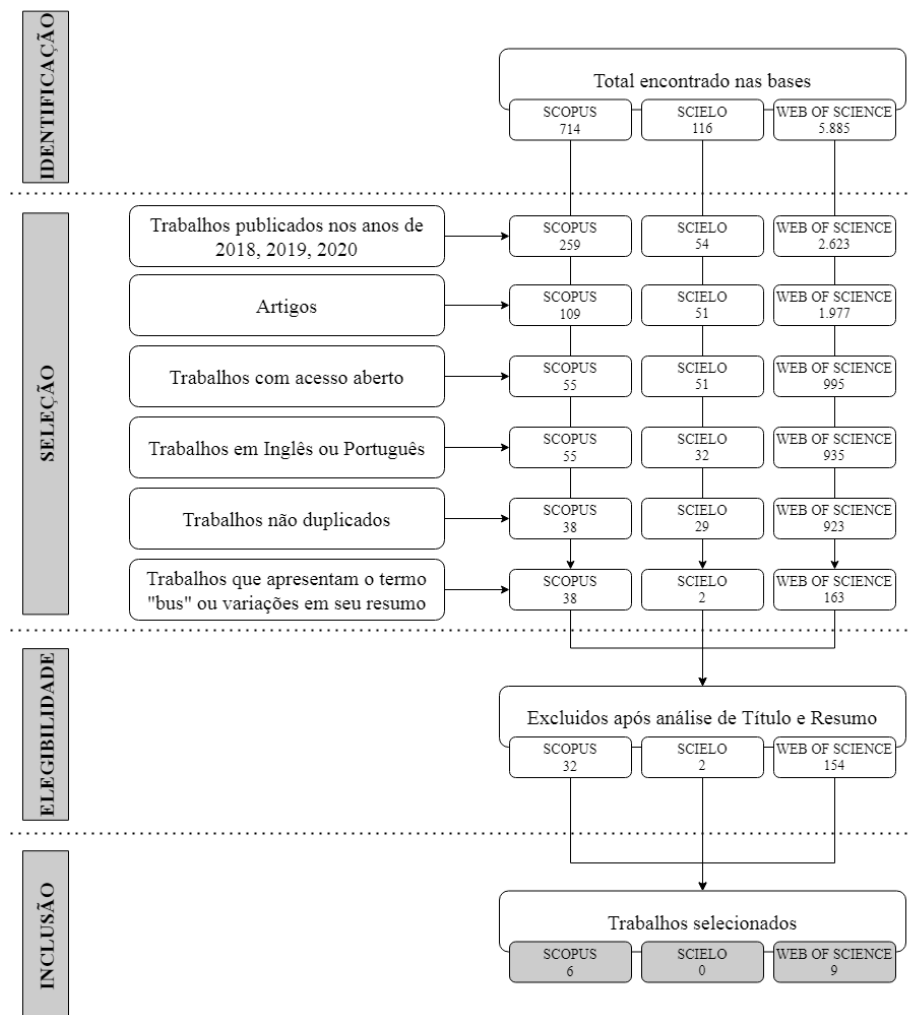 IDENTIFICAÇÃO
Total encontrado nas bases
SCOPUS
714
SCIELO
116
WEB OF SCIENCE
5.885
SELEÇÃO
Trabalhos publicados nos anos de
2018, 2019, 2020
SCOPUS
259
SCIELO
54
WEB OF SCIENCE
2.623
Artigos
SCOPUS
109
SCIELO
51
WEB OF SCIENCE
1.977
Trabalhos com acesso aberto
SCOPUS
55
SCIELO
51
WEB OF SCIENCE
995
Trabalhos em Inglês ou Português
SCOPUS
55
SCIELO
32
WEB OF SCIENCE
935
Trabalhos não duplicados
SCOPUS
38
SCIELO
29
WEB OF SCIENCE
923
Trabalhos que apresentam o termo
"bus" ou variações em seu resumo
SCOPUS
38
SCIELO
2
WEB OF SCIENCE
163
ELEGIBILIDADE
Excluidos após análise de Título e Resumo
SCOPUS
32
SCIELO
2
WEB OF SCIENCE
154
INCLUSÃO
Trabalhos selecionados
SCOPUS
6
SCIELO
0
WEB OF SCIENCE
9